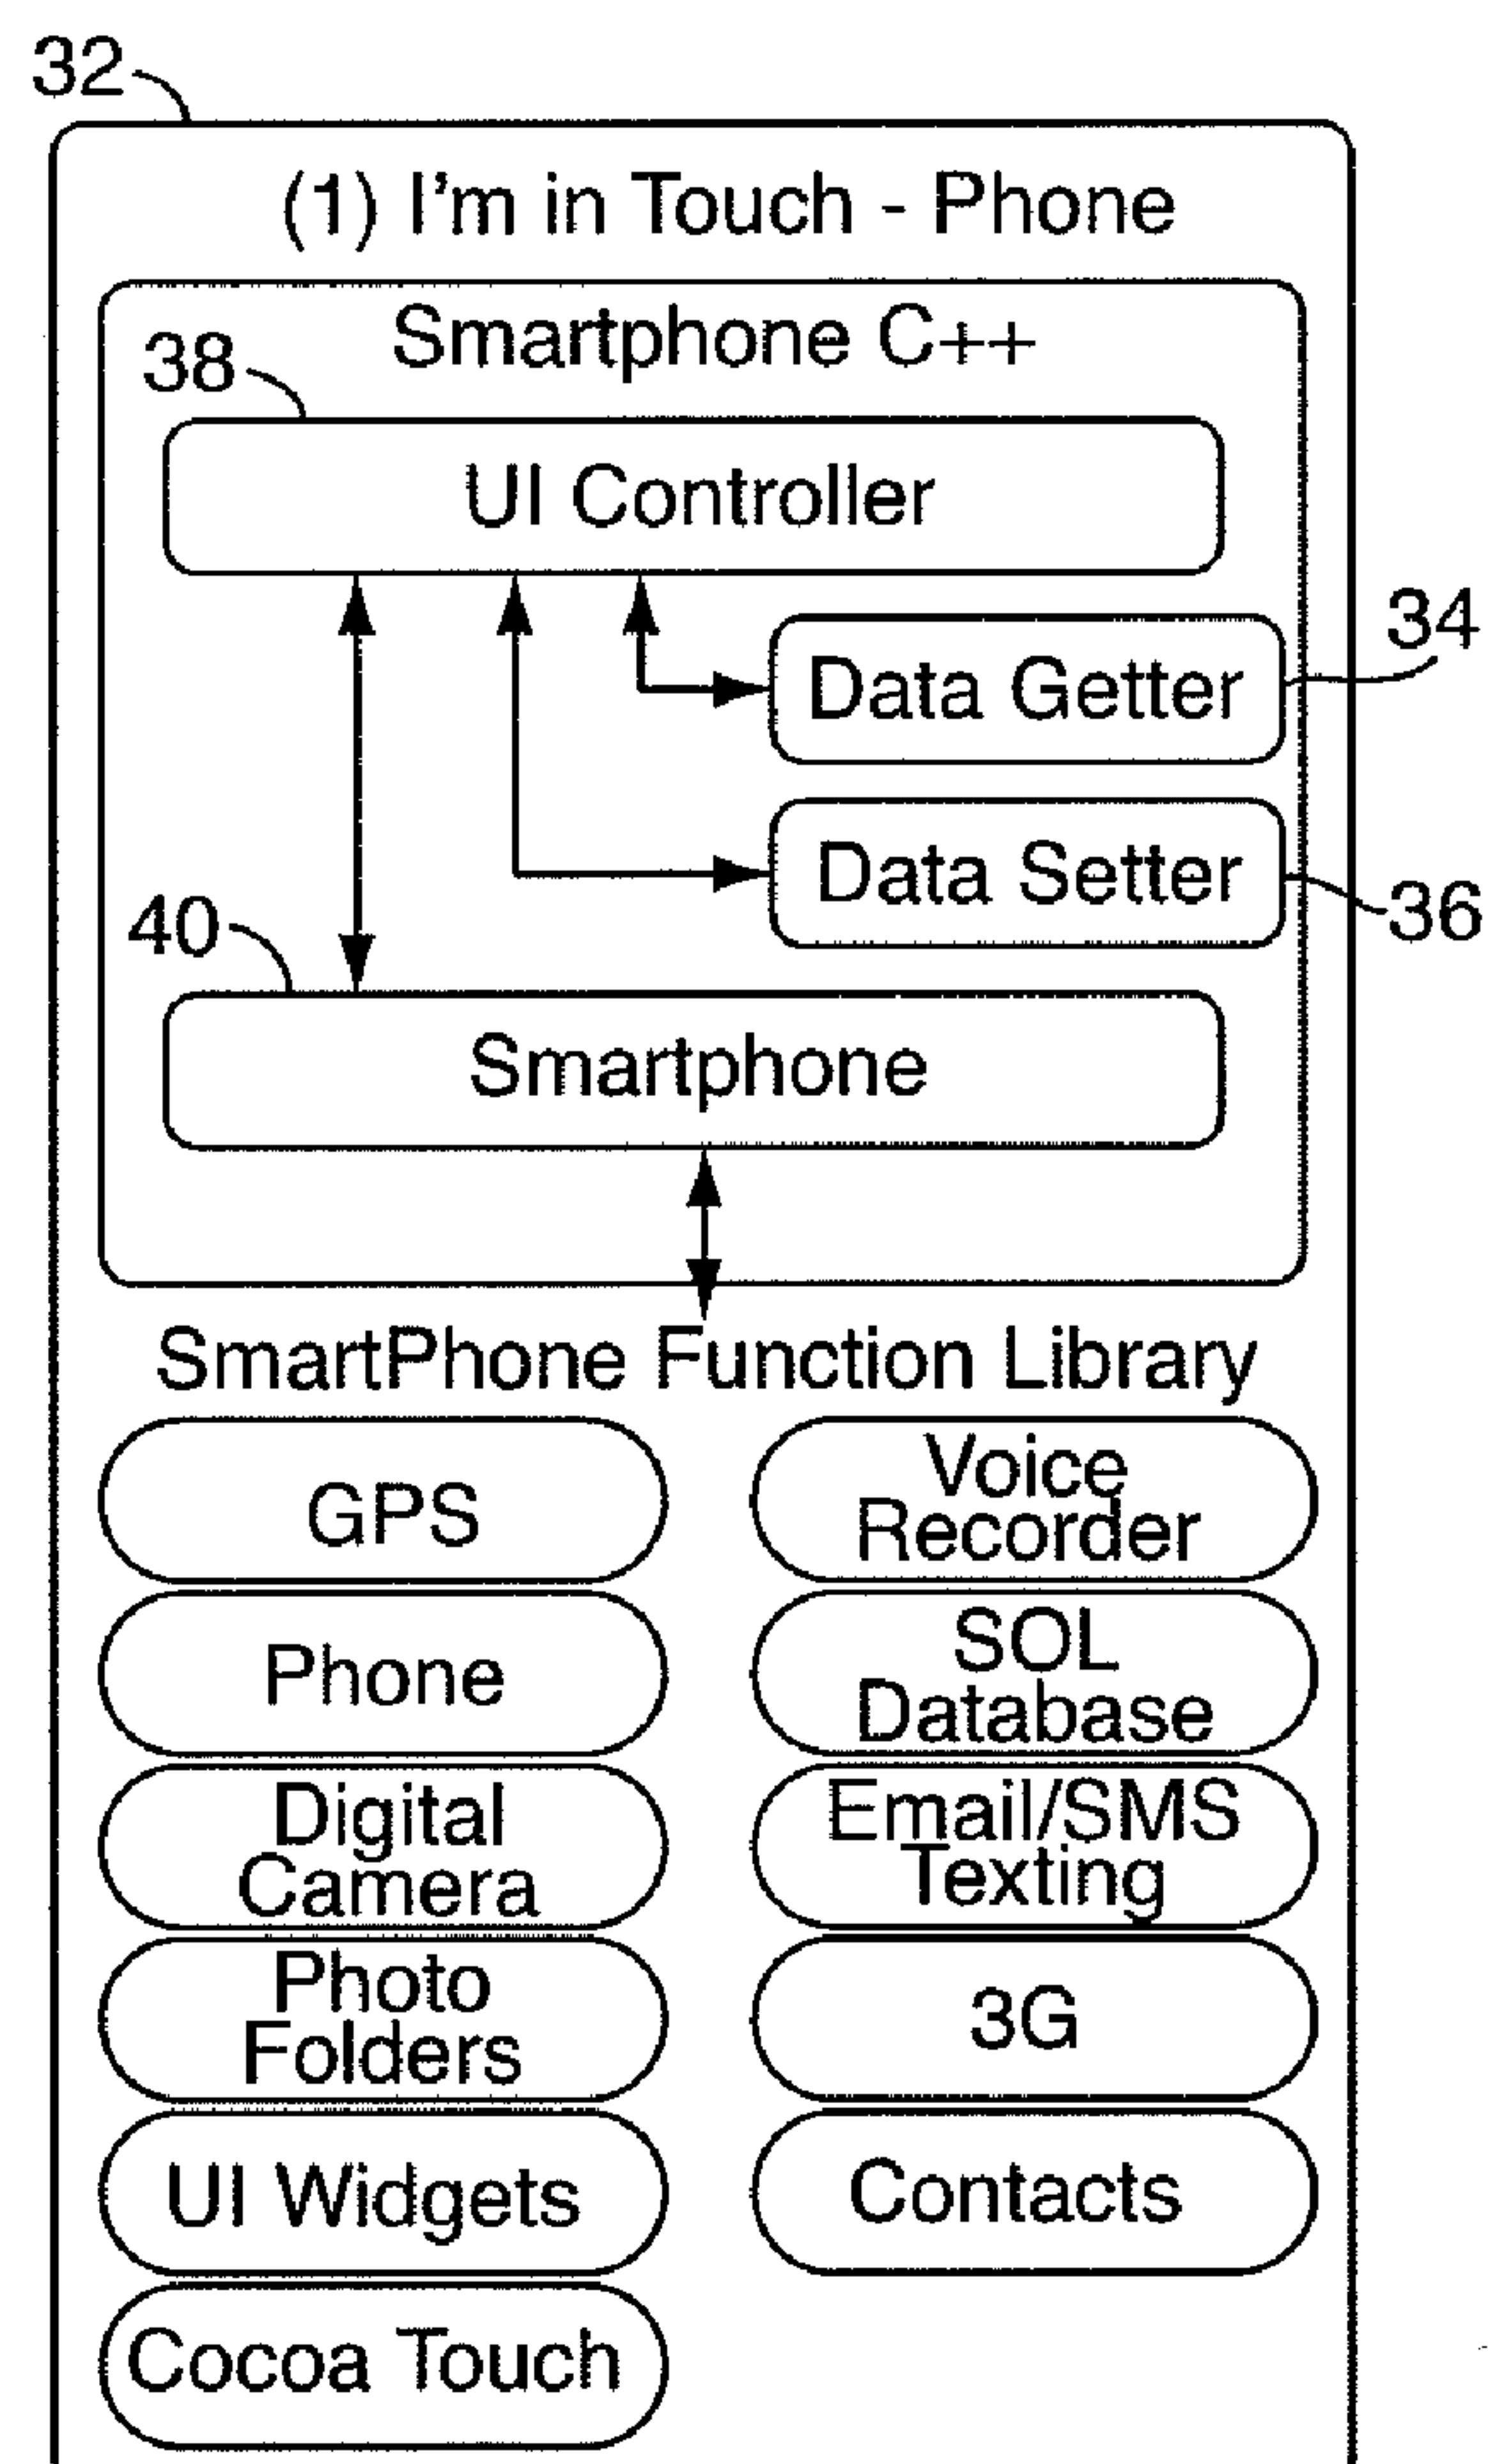 32
(1) I'm in Touch - Phone
Smartphone C++
38
UI Controller
34
Data Getter
Data Setter
36
40
Smartphone
SmartPhone Function Library
GPS
Voice
Recorder
Phone
SOL
Database
Digital
Camera
Email/SMS
Texting
Photo
Folders
3G
UI Widgets
Contacts
Cocoa Touch